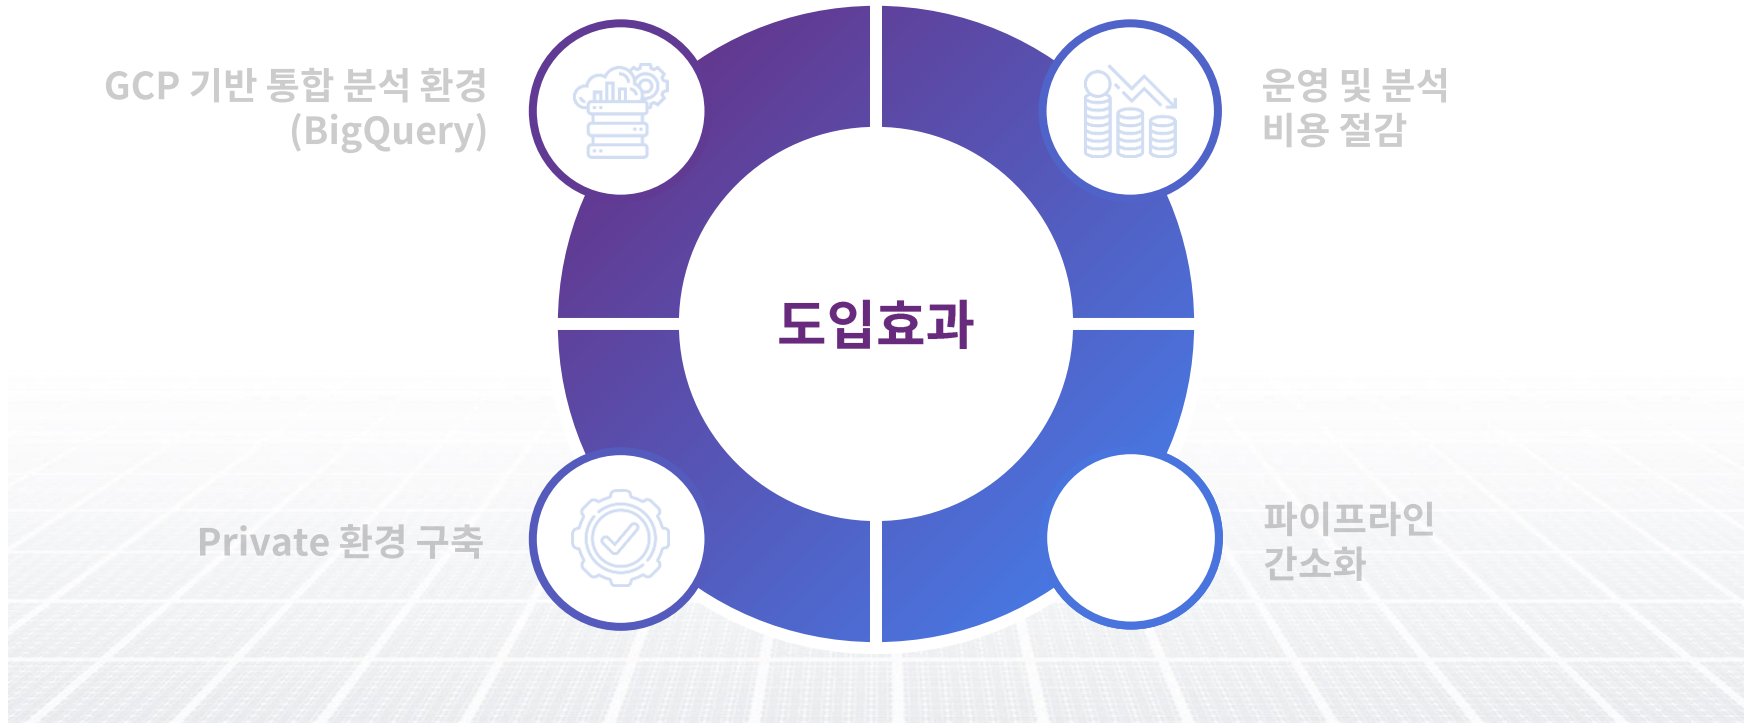 GCP 기반 통합 분석 환경
(BigQuery)
운영 및 분석
비용 절감
도입효과
Private 환경 구축
파이프라인
간소화